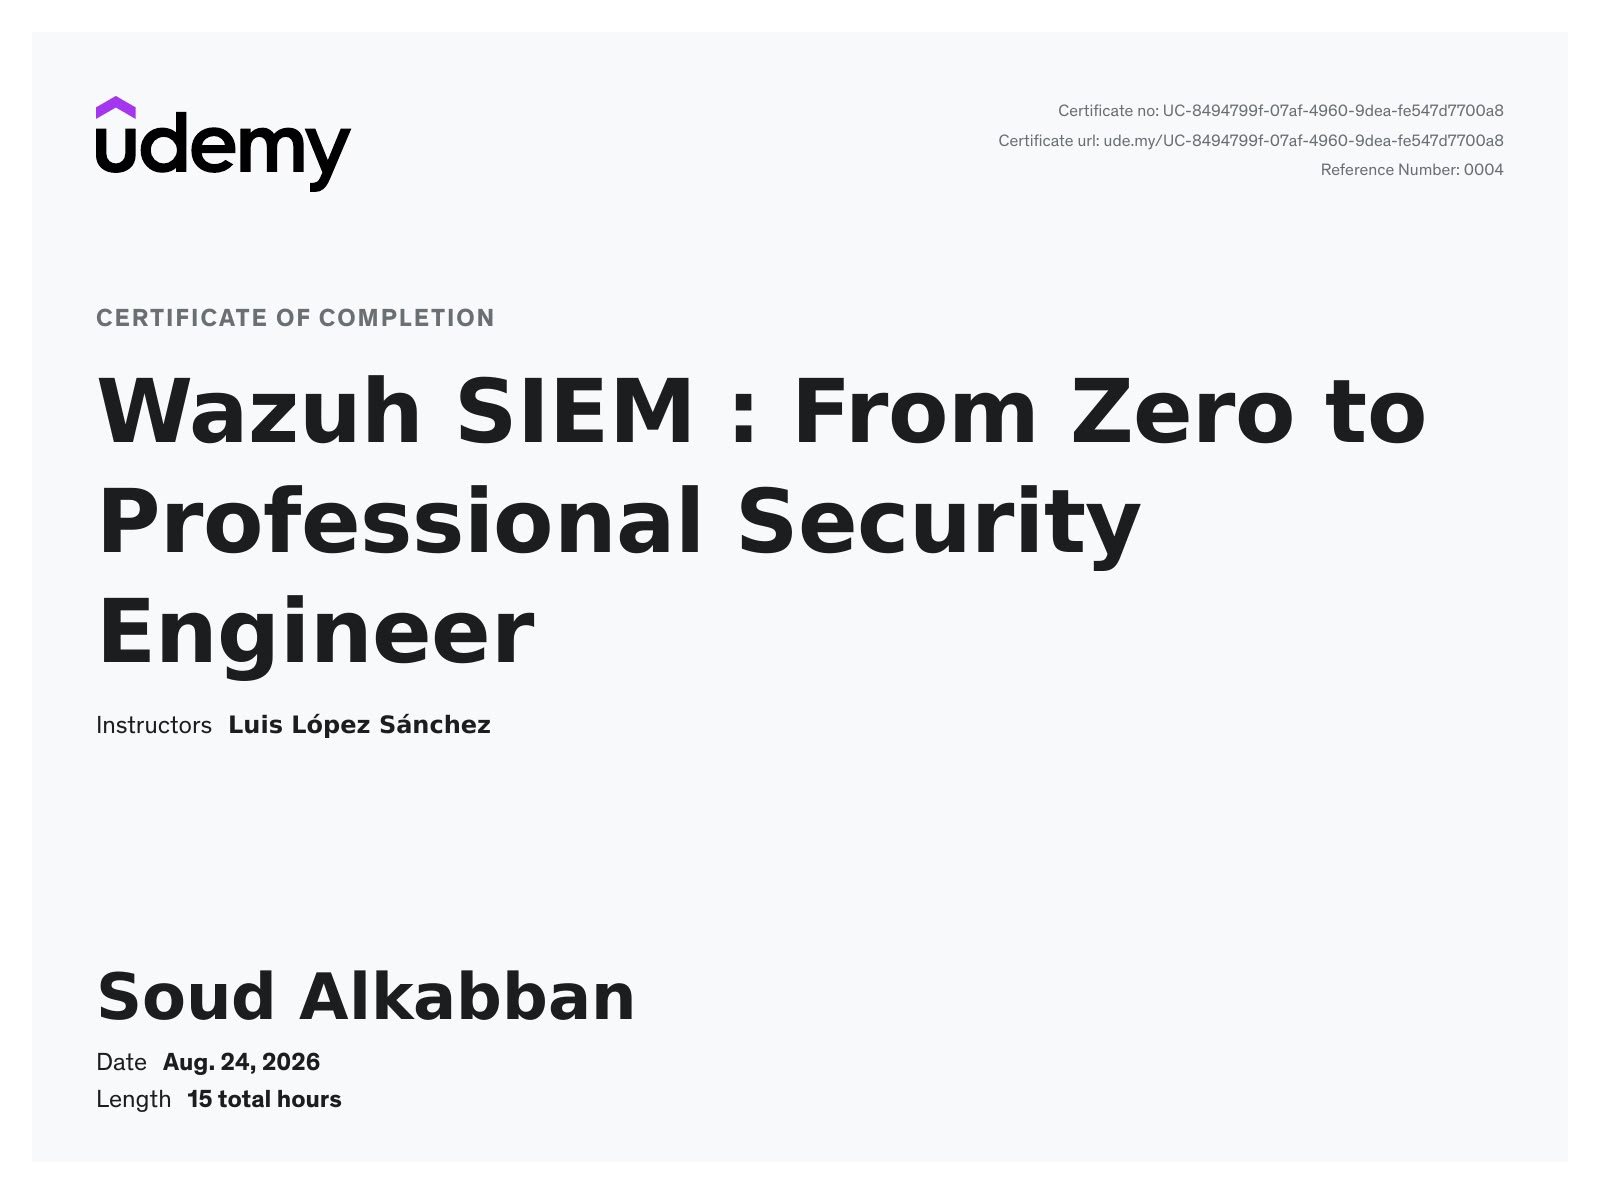 udemy
Certificate no: UC-8494799f-07af-4960-9dea-fe547d7700a8
Certificate url: ude.my/UC-8494799f-07af-4960-9dea-fe547d7700a8
Reference Number: 0004
CERTIFICATE OF COMPLETION
Wazuh SIEM : From Zero to
Professional Security
Engineer
Instructors Luis López Sánchez
Soud Alkabban
Date Aug. 24, 2026
Length 15 total hours